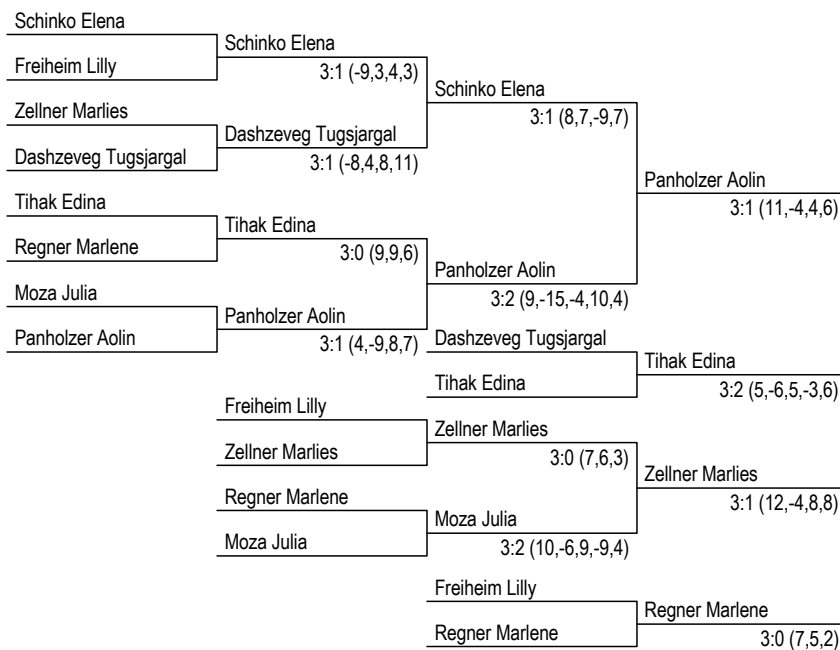 Schinko Elena
Freiheim Lilly
Zellner Marlies
Dashzeveg Tugsjargal
Tihak Edina
Regner Marlene
Moza Julia
Panholzer Aolin
Schinko Elena
3:1 (-9,3,4,3)
Dashzeveg Tugsjargal
3:1 (-8,4,8,11)
Tihak Edina
3:0 (9,9,6)
Panholzer Aolin
3:1 (4,-9,8,7)
Schinko Elena
3:1 (8,7,-9,7)
Panholzer Aolin
3:2 (9,-15,-4,10,4)
Panholzer Aolin
3:1 (11,-4,4,6)
Dashzeveg Tugsjargal
Tihak Edina
Tihak Edina
3:2 (5,-6,5,-3,6)
Freiheim Lilly
Zellner Marlies
Regner Marlene
Moza Julia
Zellner Marlies
3:0 (7,6,3)
Moza Julia
3:2 (10,-6,9,-9,4)
Zellner Marlies
3:1 (12,-4,8,8)
Freiheim Lilly
Regner Marlene
Regner Marlene
3:0 (7,5,2)